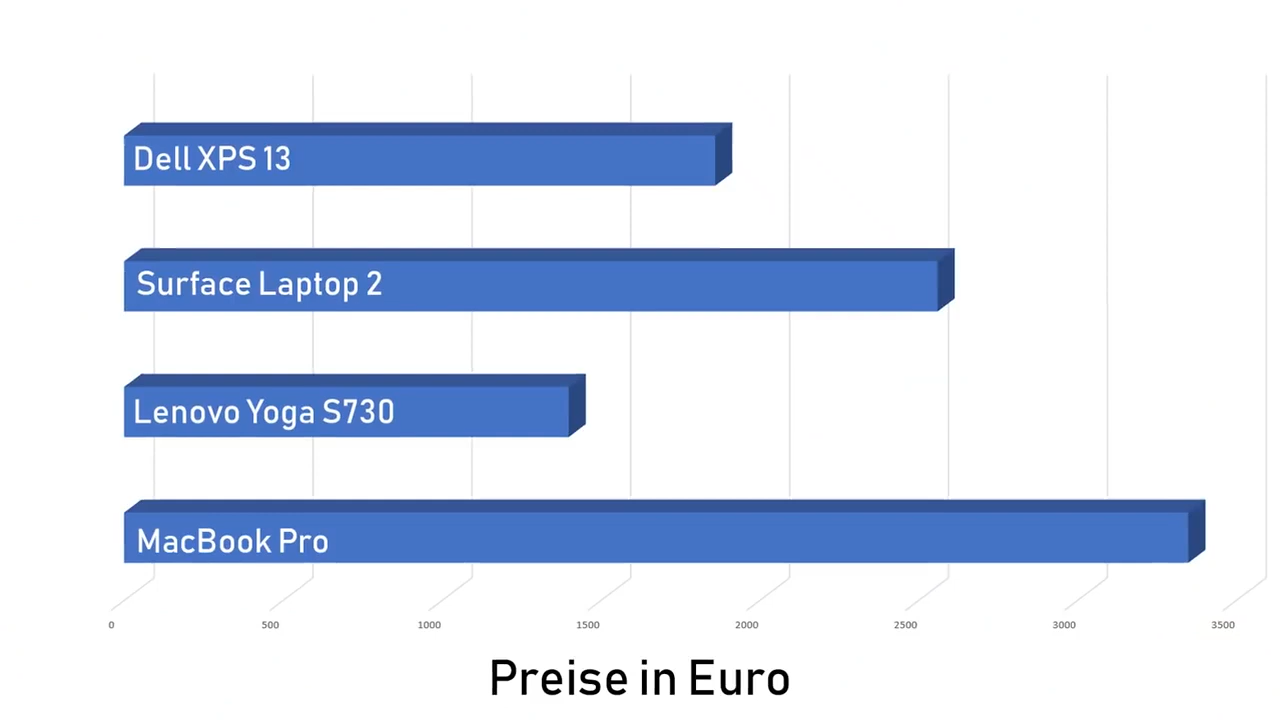 Dell XPS 13
Surface Laptop 2
Lenovo Yoga S730
MacBook Pro
0 500 1000 1500 2000 2500 3000 3500
Preise in Euro